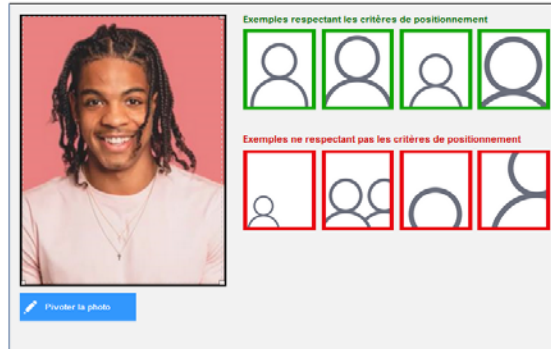 Exemples respectant les critères de positionnement
Exemples ne respectant pas les critères de positionnement
Pivoter la photo